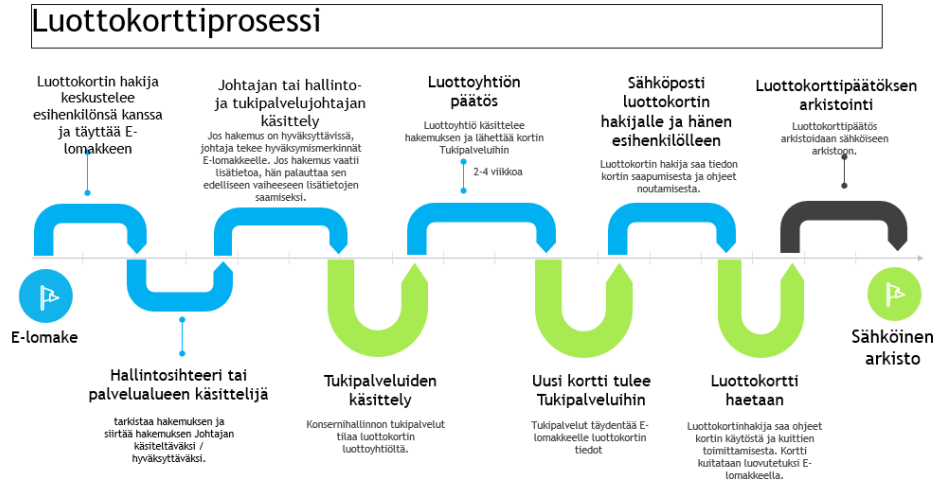 Luottokorttiprosessi
Luottokortin hakija
keskustelee
esihenkilönsä kanssa
ja täyttää E-
lomakkeen
Johtajan tai hallinto-
ja tukipalvelujohtajan
käsittely
Jos hakemus on hyväksyttävissä,
johtaja tekee hyväksymismerkinnät
E-lomakkeelle. Jos hakemus vaatii
lisätietoa, hän palauttaa sen
edelliseen vaiheeseen lisätietojen
saamiseksi.
Luottoyhtiön
päätös
Luottoyhtiö käsittelee
hakemuksen ja lähettää kortin
Tukipalveluihin
2-4 viikkoa
Sähköposti
luottokortin
hakijalle ja hänen
esihenkilölleen
Luottokortin hakija saa tiedon
kortin saapumisesta ja ohjeet
noutamisesta.
Luottokorttipäätöksen
arkistointi
Luottokorttipäätös
arkistoidaan sähköiseen
arkistoon.
E-lomake
Sähköinen
arkisto
Hallintosihteeri tai
palvelualueen käsittelijä
tarkistaa hakemuksen ja
siirtää hakemuksen Johtajan
käsiteltäväksi /
hyväksyttäväksi.
Tukipalveluiden
käsittely
Konsernihallinnon tukipalvelut
tilaa luottokortin
luottoyhtiöltä.
Uusi kortti tulee
Tukipalveluihin
Tukipalvelut täydentää E-
lomakkeelle luottokortin
tiedot
Luottokortti
haetaan
Luottokortinhakija saa ohjeet
kortin käytöstä ja kuittien
toimittamisesta. Kortti
kuitataan luovutetuksi E-
lomakkeella.